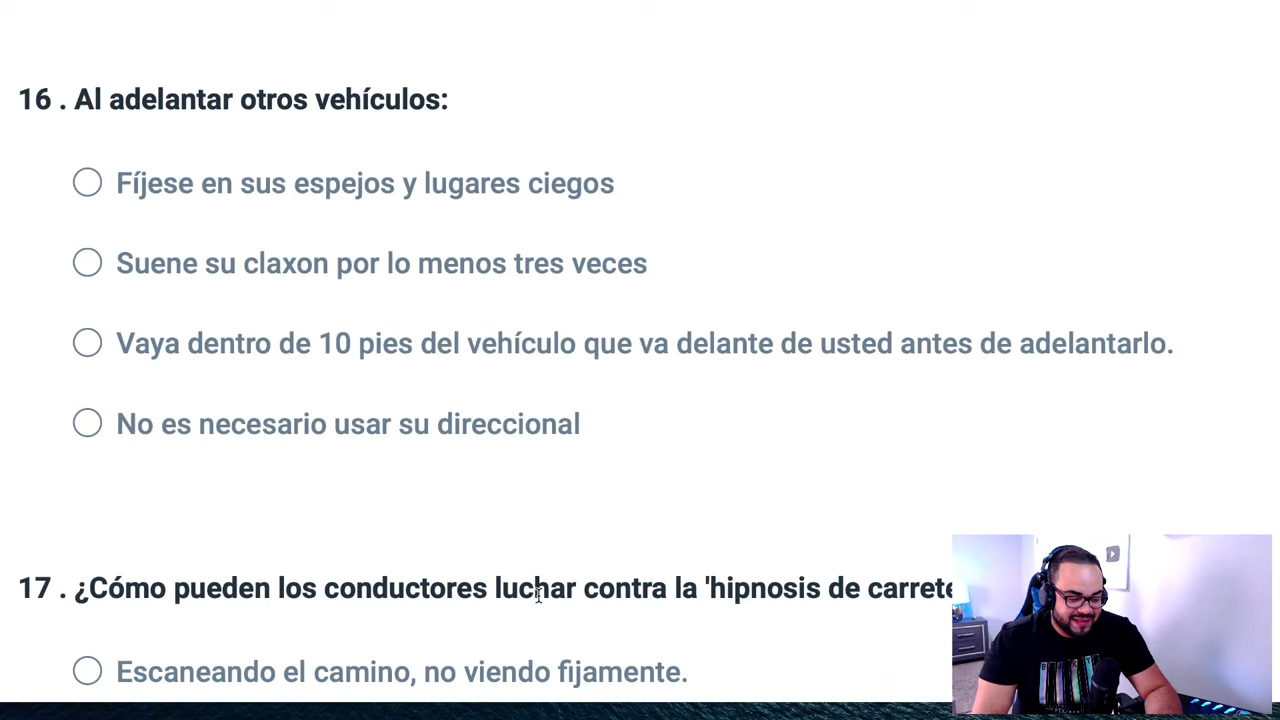 16 . Al adelantar otros vehículos:
Fíjese en sus espejos y lugares ciegos
Suene su claxon por lo menos tres veces
Vaya dentro de 10 pies del vehículo que va delante de usted antes de adelantarlo.
No es necesario usar su direccional
17 . ¿Cómo pueden los conductores luchar contra la 'hipnosis de carrete
Escaneando el camino, no viendo fijamente.